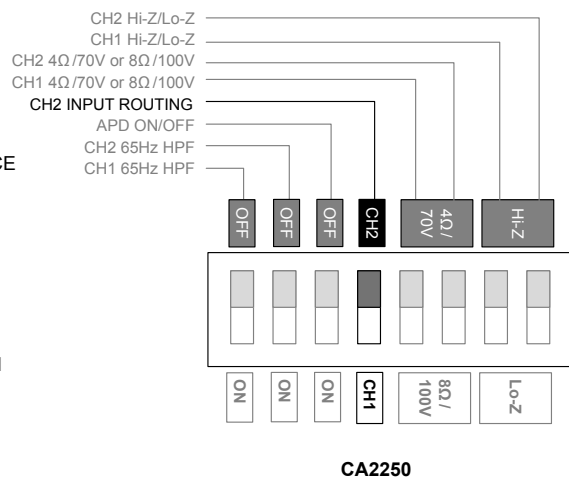 CH2 Hi-Z/Lo-Z
CH1 Hi-Z/Lo-Z
CH2 4Ω/70V or 8Ω/100V
CH1 4Ω/70V or 8Ω/100V
CH2 INPUT ROUTING
APD ON/OFF
CH2 65Hz HPF
CH1 65Hz HPF
CE
OFF
OFF
OFF
CH2
4Ω/
70V
Hi-Z
ON
ON
ON
CH1
8Ω/
100V
Lo-Z
CA2250